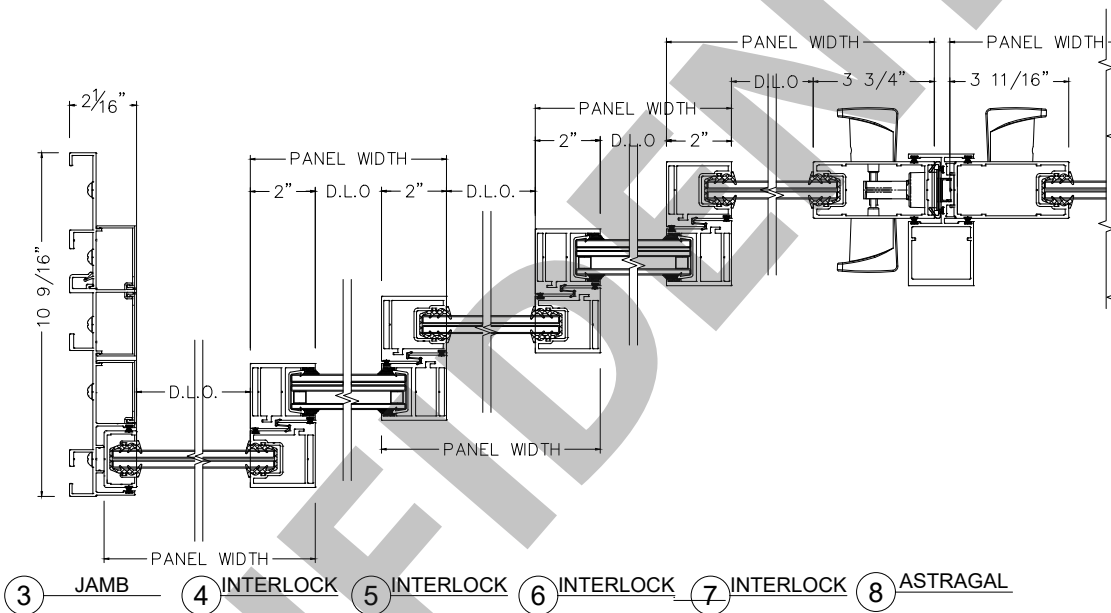 PANEL WIDTH PANEL WIDTH
D.L.O 3 3/4" 3 11/16"
2 1/16" PANEL WIDTH
2" D.L.O 2"
PANEL WIDTH
2" D.L.O 2" D.L.O.
10 9/16"
D.L.O.
PANEL WIDTH
PANEL WIDTH
3 JAMB 4 INTERLOCK 5 INTERLOCK 6 INTERLOCK 7 INTERLOCK 8 ASTRAGAL